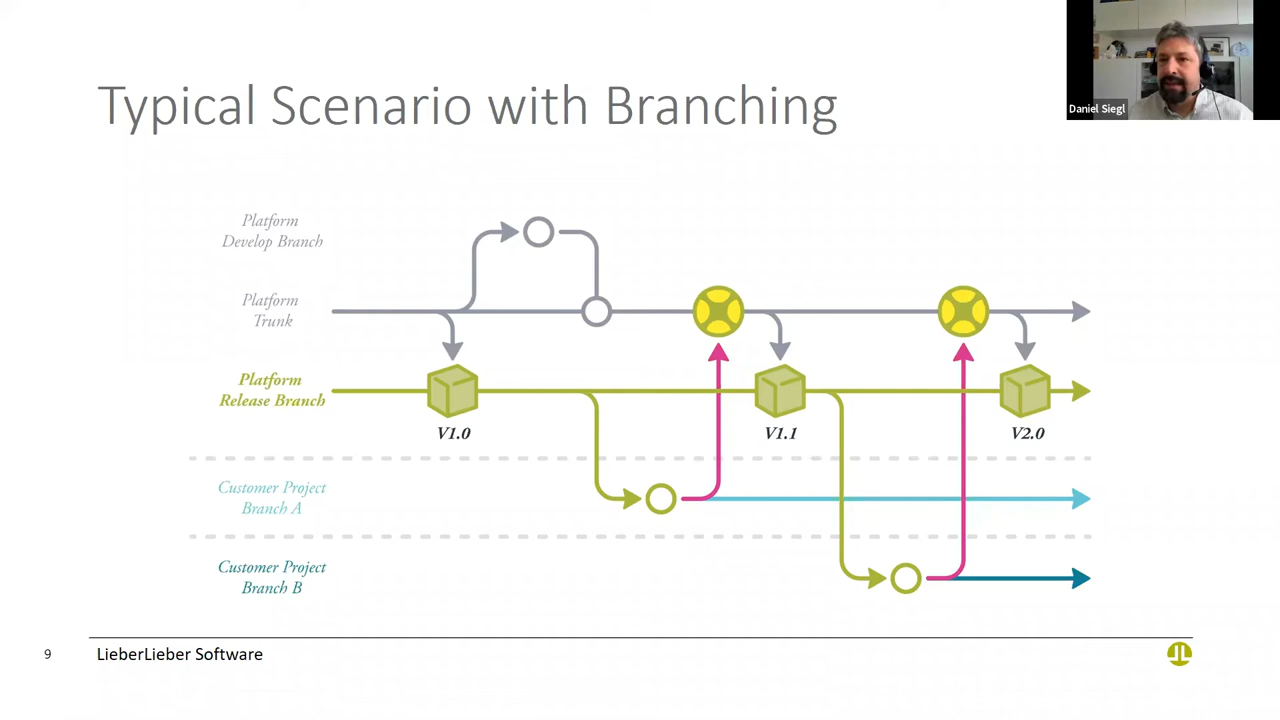 Daniel Siegl
Typical Scenario with Branching
Platform
Develop Branch
Platform
Trunk
Platform
Release Branch
V1.0
V1.1
V2.0
Customer Project
Branch A
Customer Project
Branch B
9
LieberLieber Software